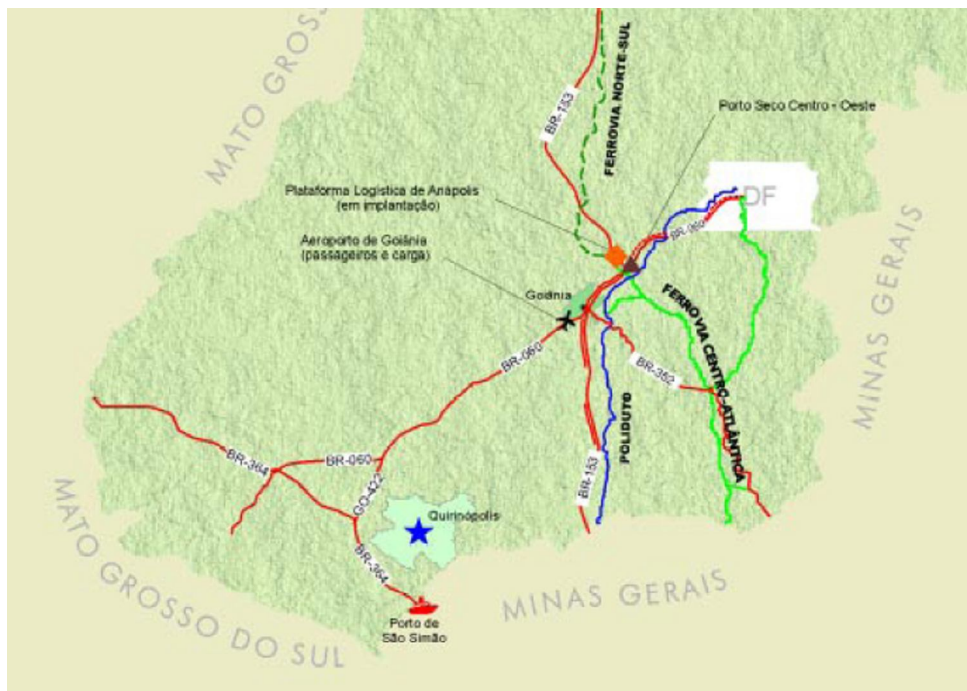 MATO GROSSO
BR-153
FERROVIA NORTE-SUL
Porto Seco Centro - Oeste
Plataforma Logística de Anápolis
(em implantação)
DF
BR-060
Aeroporto de Goiânia
(passageiros e carga)
Goiânia
MINAS GERAIS
FERROVIA CENTRO-ATLÂNTICA
BR-060
BR-352
POLIDUTO
BR-364
BR-060
GO-422
BR-153
Quirinópolis
BR-364
MATO GROSSO DO SUL
MINAS GERAIS
Porto de
São Simão